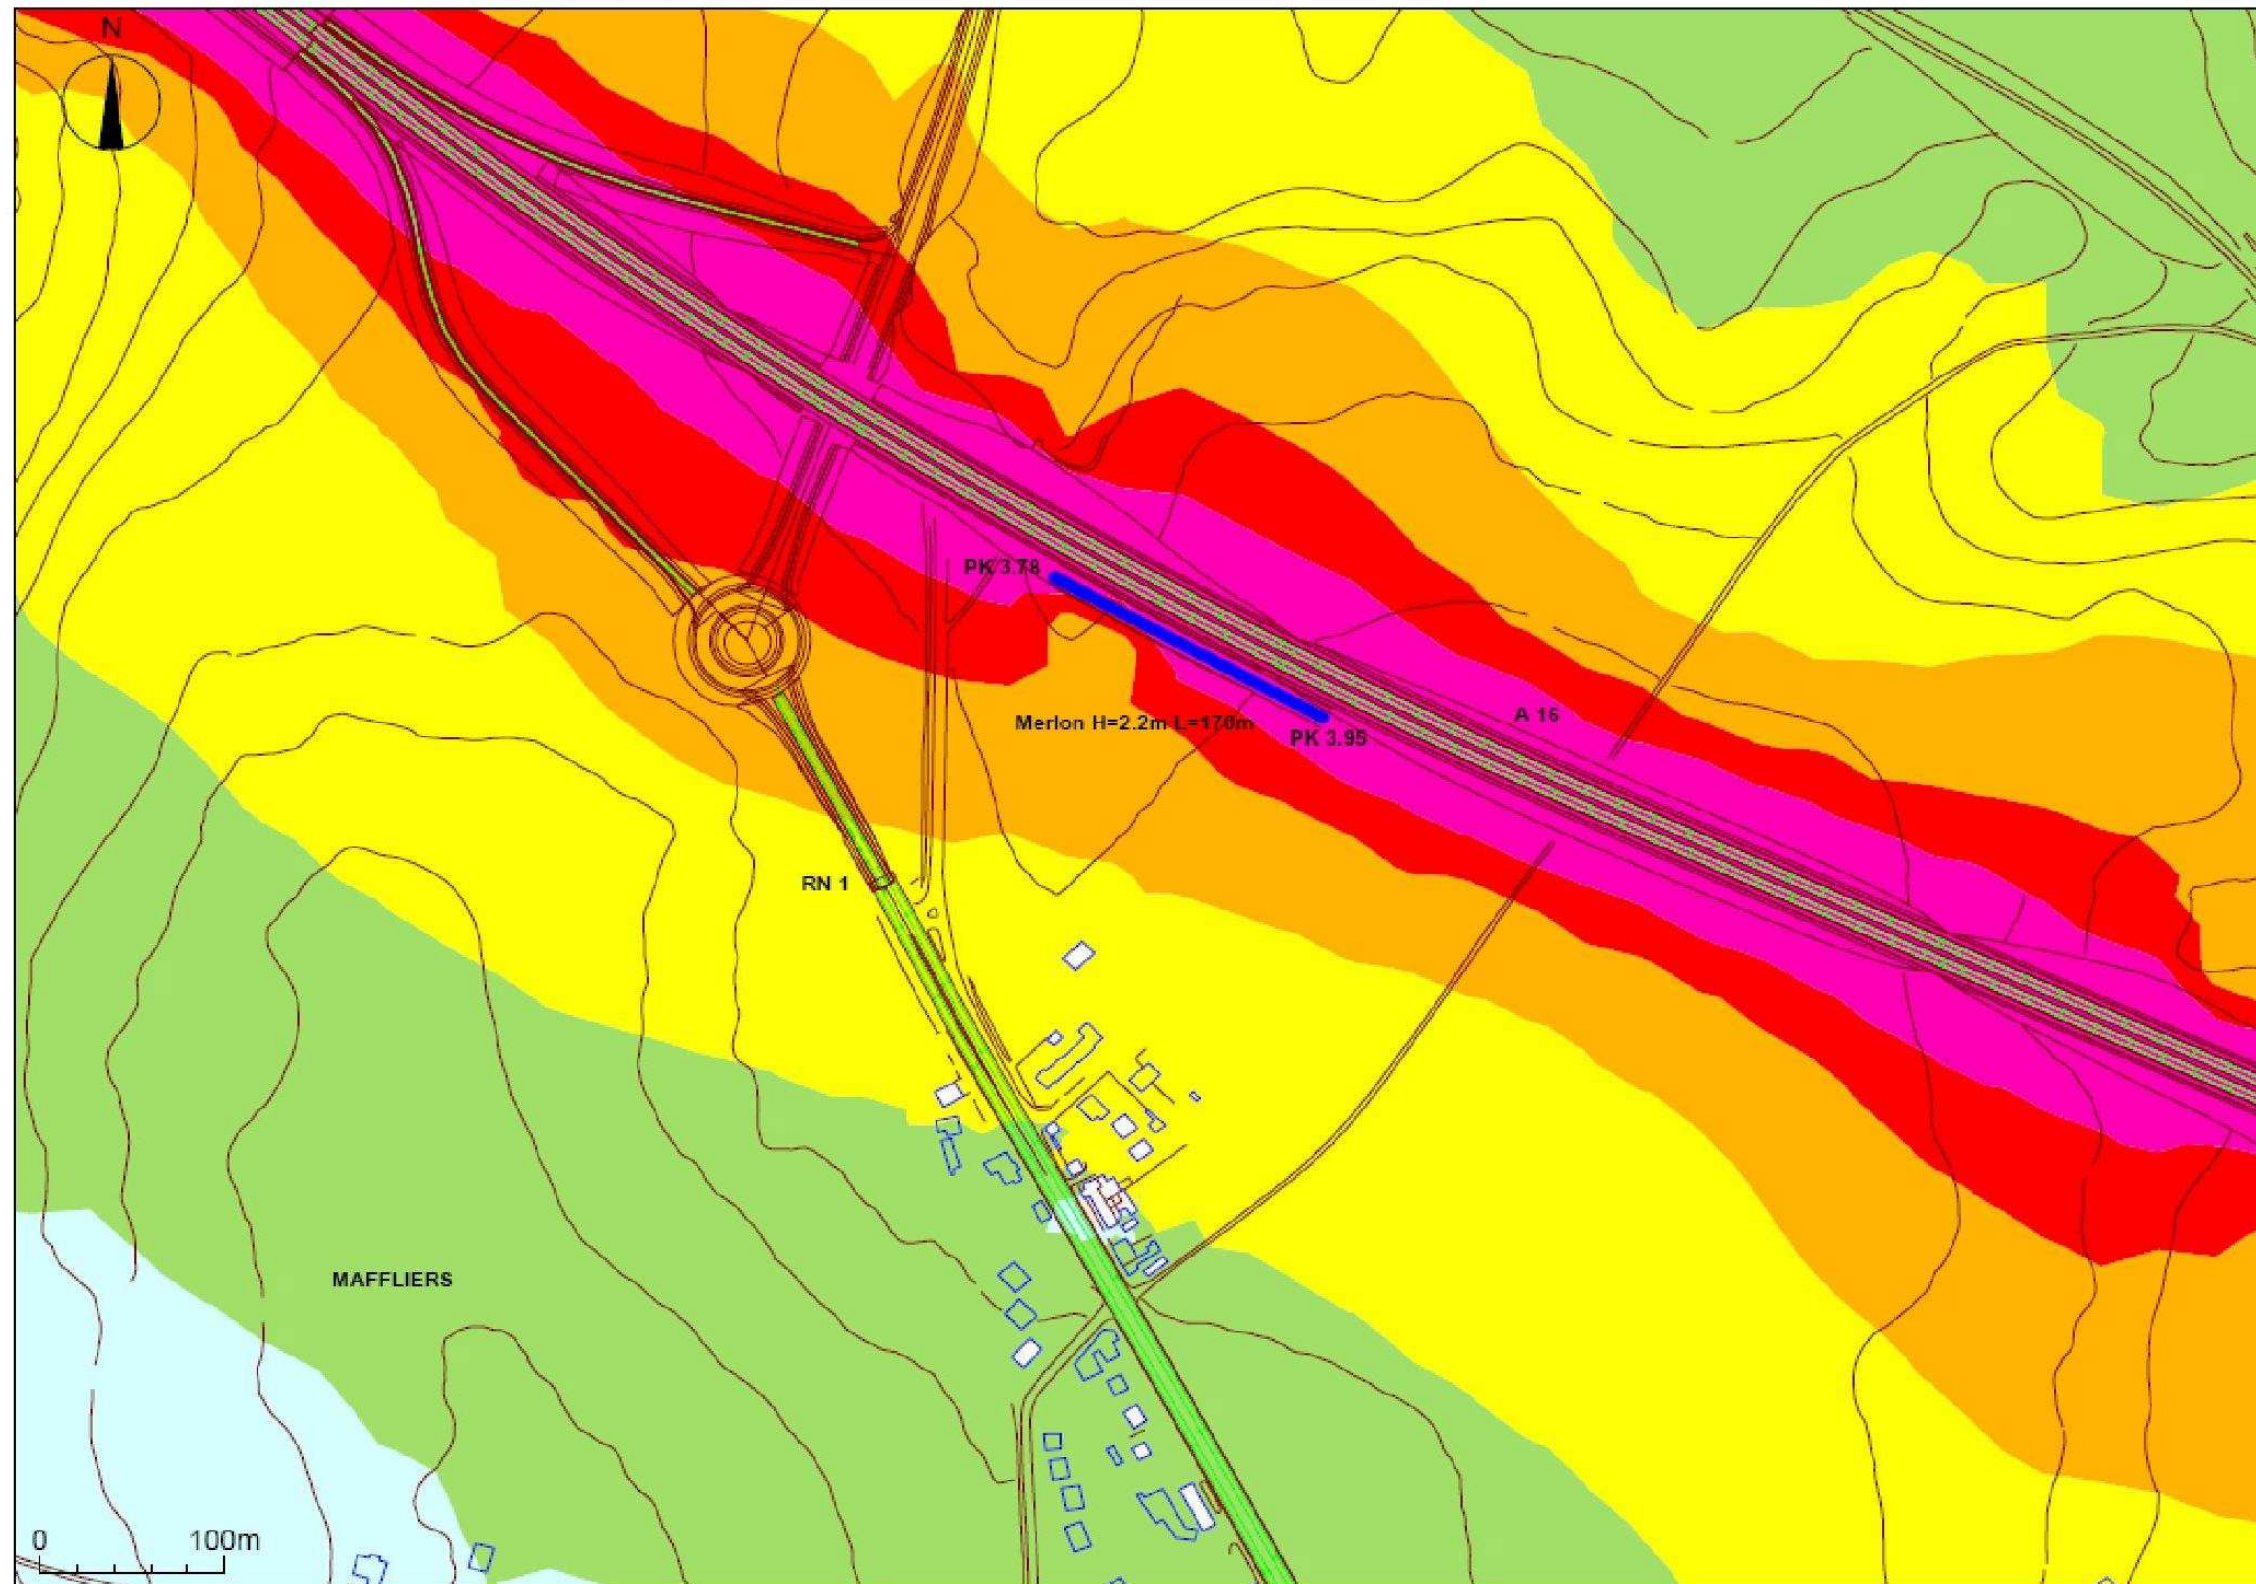 N
PK 3.78
A 16
Merlon H=2.2m L=170m
PK 3.95
RN 1
MAFFLIERS
0 100m